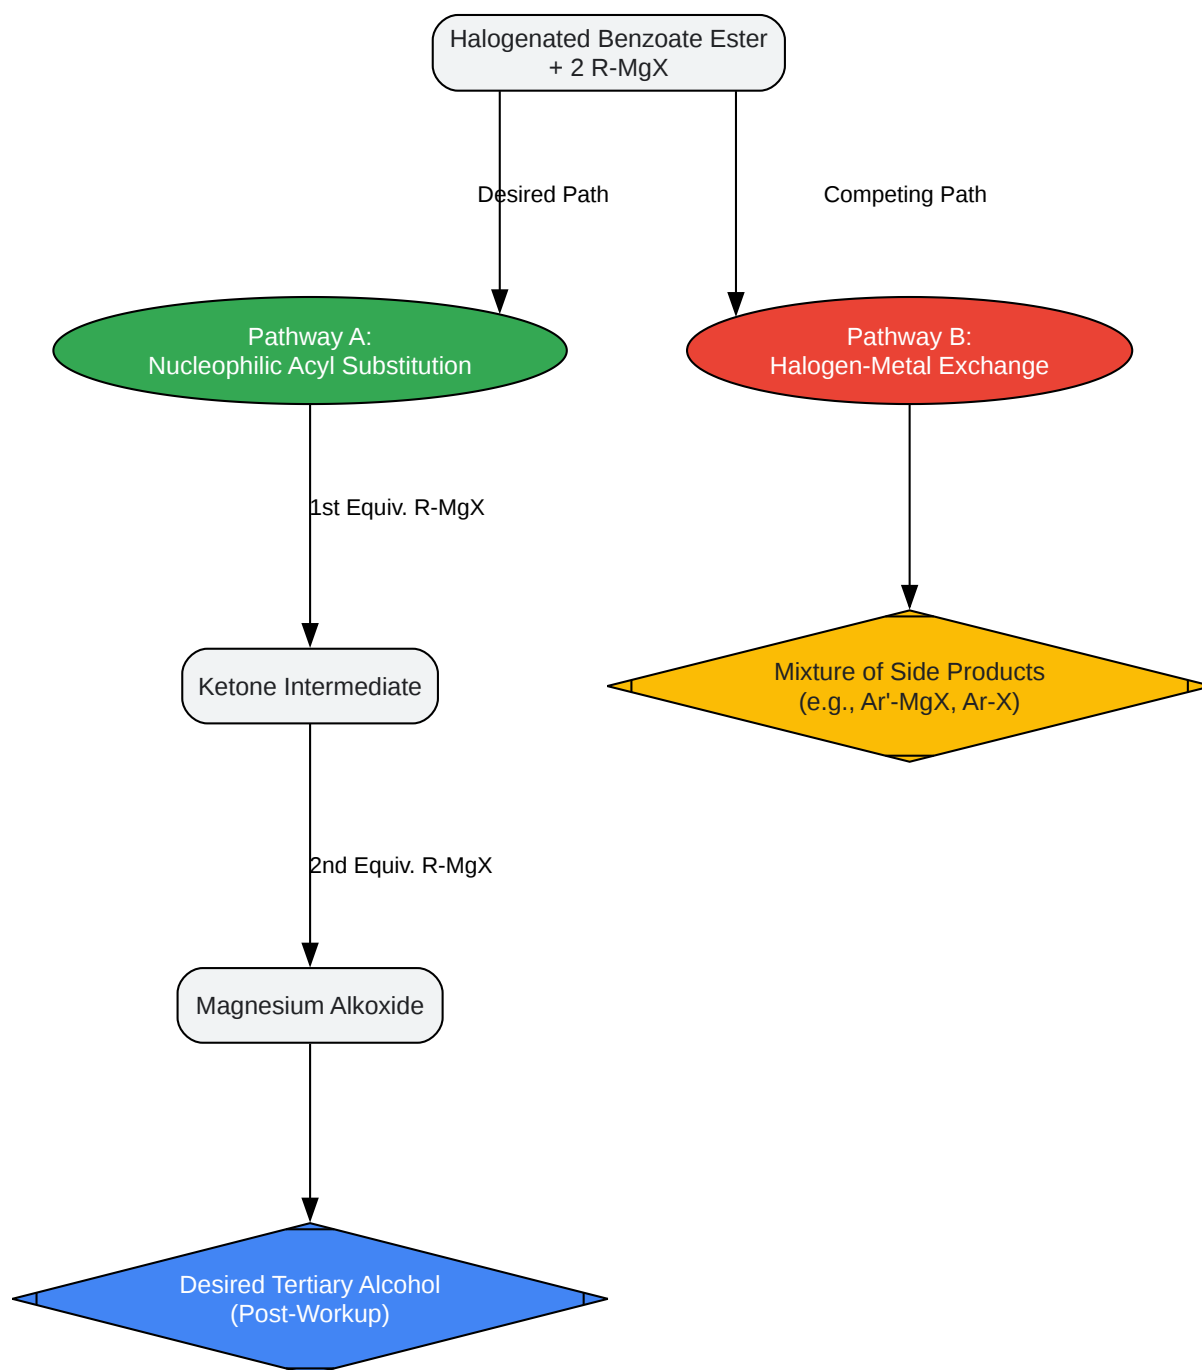 Halogenated Benzoate Ester
+ 2 R-MgX
Desired Path
Competing Path
Pathway A:
Nucleophilic Acyl Substitution
Pathway B:
Halogen-Metal Exchange
1st Equiv. R-MgX
Ketone Intermediate
Mixture of Side Products
(e.g., Ar'-MgX, Ar-X)
2nd Equiv. R-MgX
Magnesium Alkoxide
Desired Tertiary Alcohol
(Post-Workup)